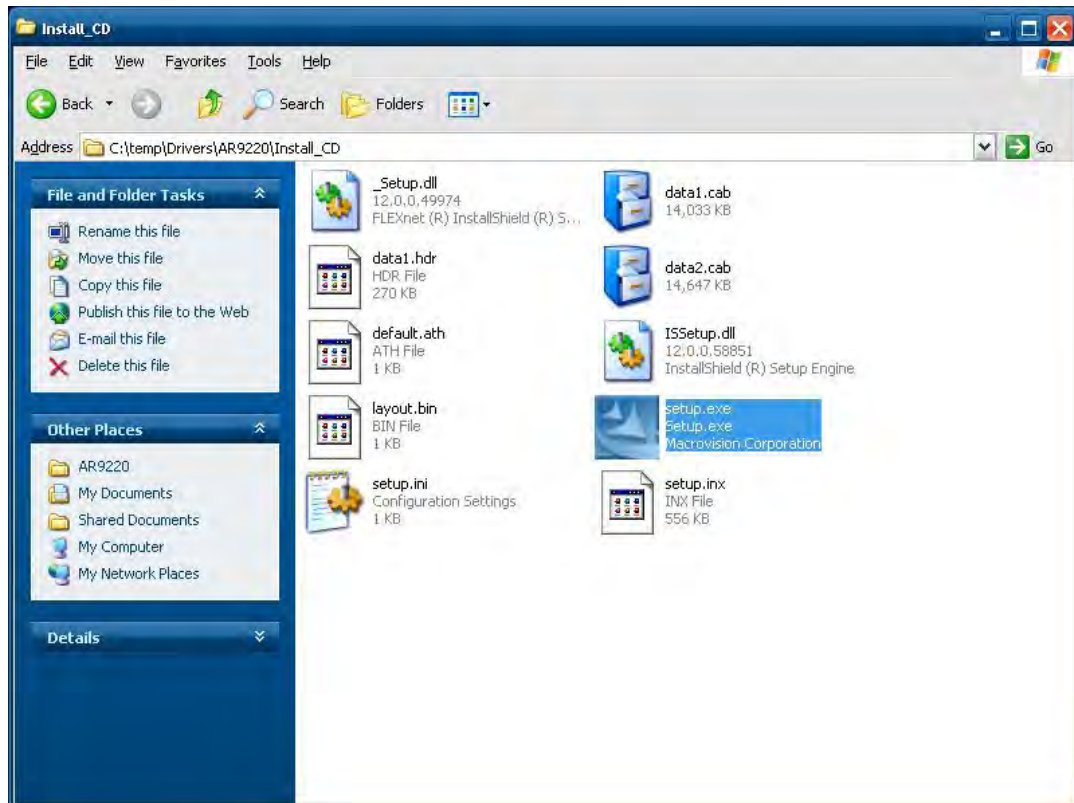 Install_CD
File Edit View Favorites Tools Help
Back Search Folders
Address C:\temp\Drivers\AR9220\Install_CD Go
File and Folder Tasks
Rename this file
Move this file
Copy this file
Publish this file to the Web
E-mail this file
Delete this file
Other Places
AR9220
My Documents
Shared Documents
My Computer
My Network Places
Details
_Setup.dll
12.0.0.49974
FLEXnet (R) InstallShield (R) S...
data1.cab
14,033 KB
data1.hdr
HDR File
270 KB
data2.cab
14,647 KB
default.ath
ATH File
1 KB
ISSetup.dll
12.0.0.58851
InstallShield (R) Setup Engine
layout.bin
BIN File
1 KB
setup.exe
Setup.exe
Macrovision Corporation
setup.ini
Configuration Settings
1 KB
setup.inx
INX File
556 KB